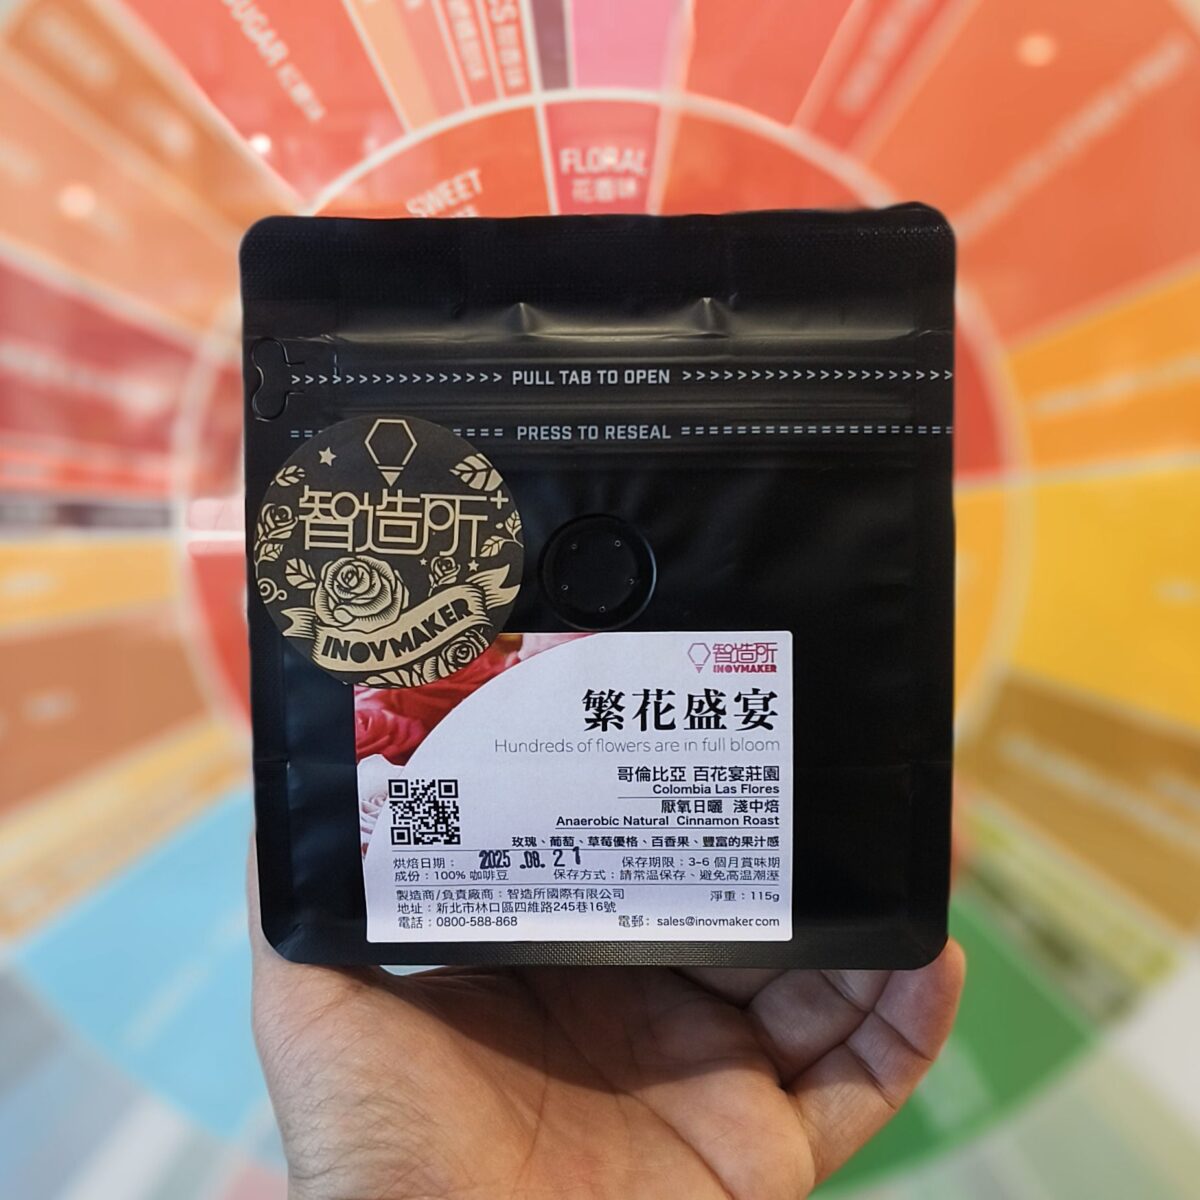 SUGAR
FLORAL
花香味
SWEET
>>>>>>>>>>>>>>> PULL TAB TO OPEN >>>>>>>>>>>>>>>>>>>>
PRESS TO RESEAL
智造所+
INOVMAKER
智造所
INOVMAKER
繁花盛宴
Hundreds of flowers are in full bloom
哥倫比亞 百花宴莊園
Colombia Las Flores
厭氧日曬 淺中焙
Anaerobic Natural Cinnamon Roast
玫瑰、葡萄、草莓優格、百香果、豐富的果汁感
烘焙日期： 2025 .08. 21 保存期限：3-6 個月賞味期
成份：100% 咖啡豆 保存方式：請常温保存、避免高温潮溼
製造商/負責廠商：智造所國際有限公司 淨重：115g
地址：新北市林口區四維路245巷16號
電話：0800-588-868 電郵：sales@inovmaker.com